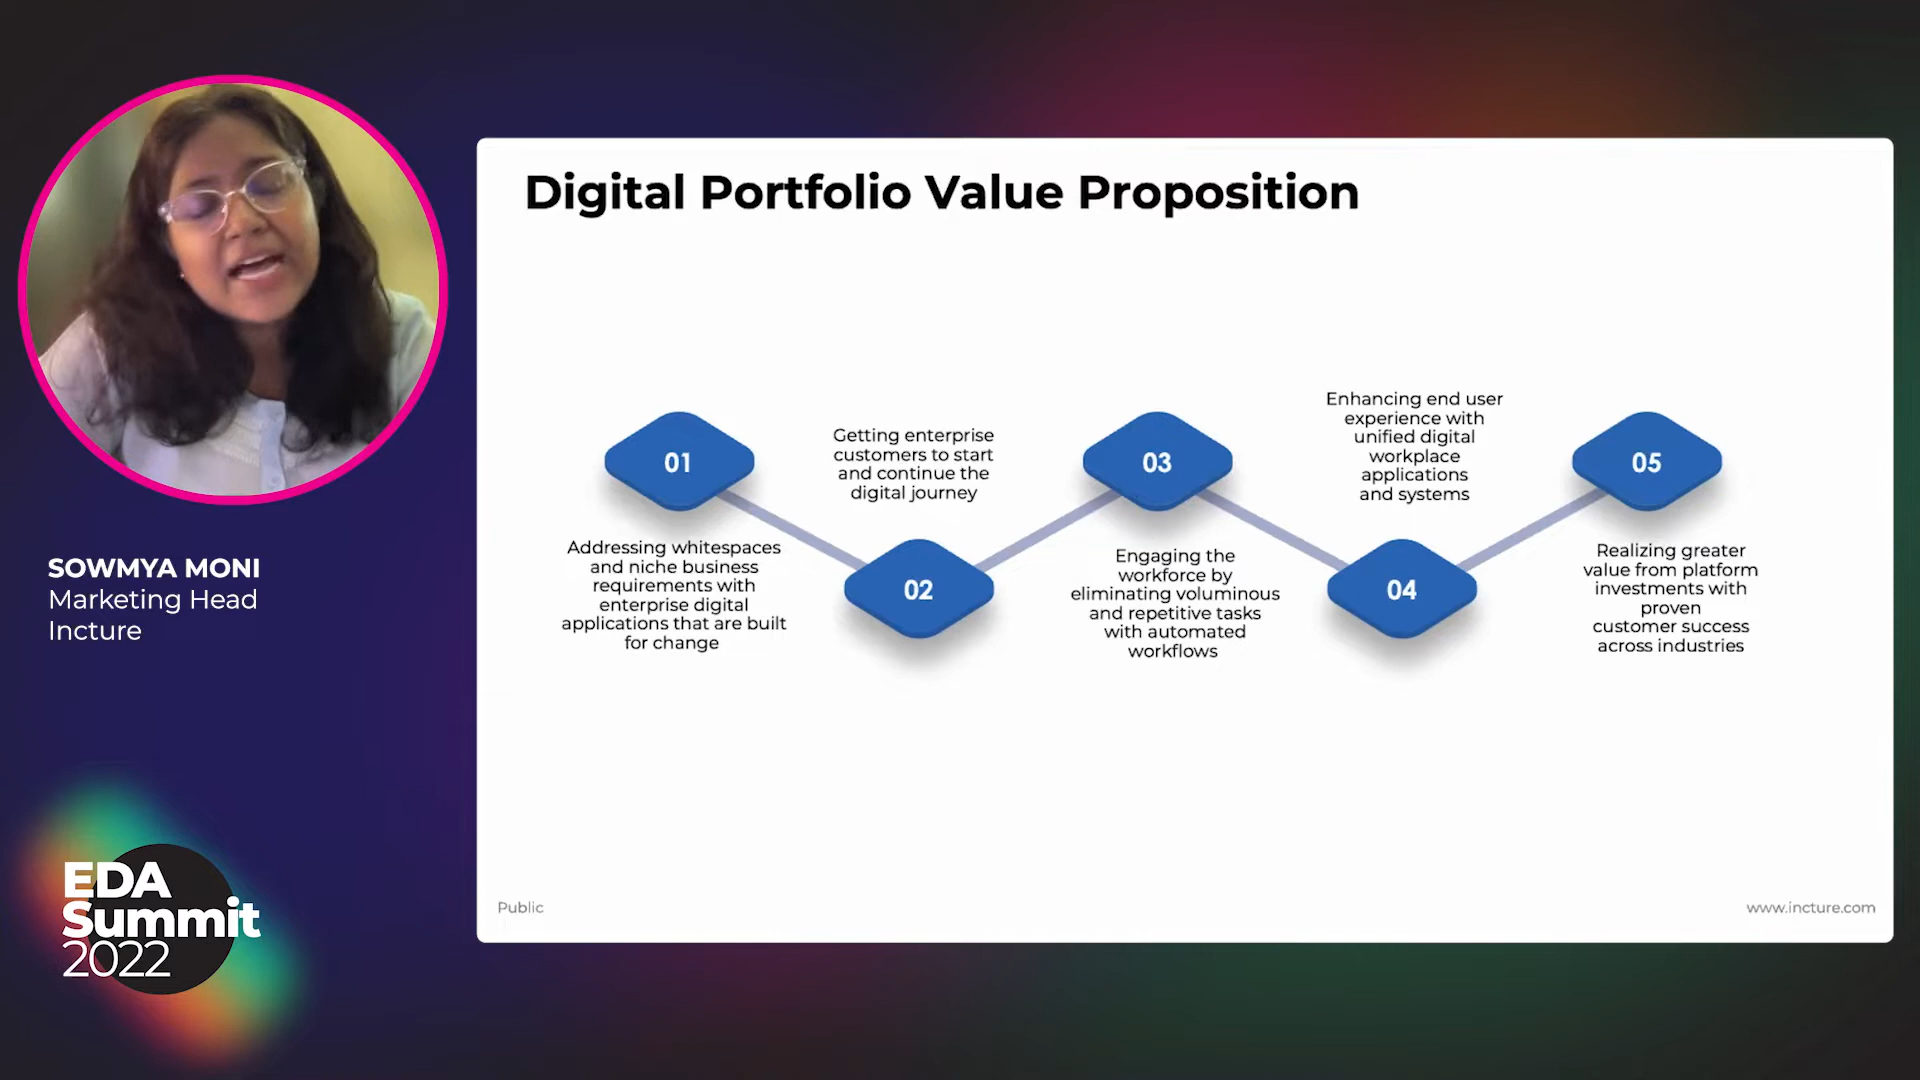 SOWMYA MONI
Marketing Head
Incture
EDA
Summit
2022
Digital Portfolio Value Proposition
01
Addressing whitespaces
and niche business
requirements with
enterprise digital
applications that are built
for change
Getting enterprise
customers to start
and continue the
digital journey
02
03
Engaging the
workforce by
eliminating voluminous
and repetitive tasks
with automated
workflows
Enhancing end user
experience with
unified digital
workplace
applications
and systems
04
05
Realizing greater
value from platform
investments with
proven
customer success
across industries
Public
www.incture.com